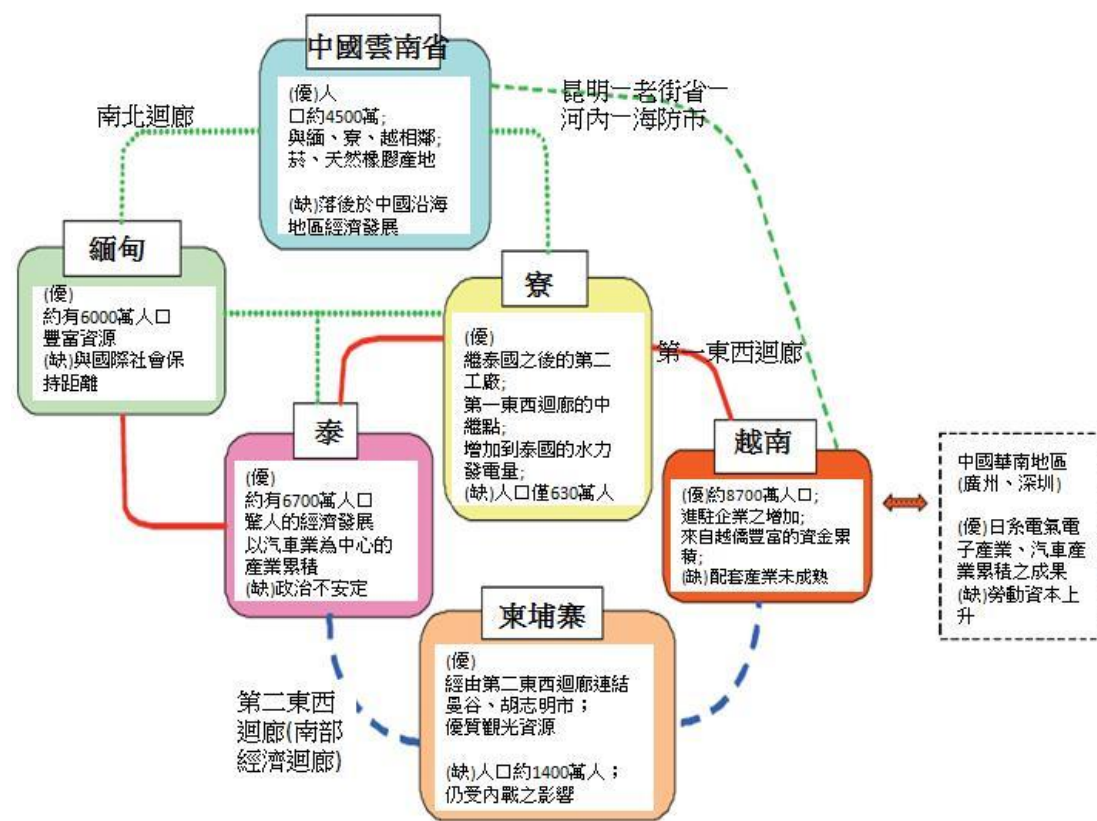 中國雲南省
(優)人
口約4500萬;
與緬、寮、越相鄰;
菸、天然橡膠產地
(缺)落後於中國沿海
地區經濟發展
南北迴廊
昆明一老街省一
河內一海防市
緬甸
(優)
約有6000萬人口
豐富資源
(缺)與國際社會保
持距離
寮
(優)
繼泰國之後的第二
工廠;
第一東西迴廊的中
繼點;
增加到泰國的水力
發電量;
(缺)人口僅630萬人
第一東西迴廊
泰
(優)
約有6700萬人口
驚人的經濟發展
以汽車業為中心的
產業累積
(缺)政治不安定
越南
(優)約8700萬人口;
進駐企業之增加;
來自越僑豐富的資金累
積;
(缺)配套產業未成熟
中國華南地區
(廣州、深圳)
(優)日系電氣電
子產業、汽車產
業累積之成果
(缺)勞動資本上
升
柬埔寨
(優)
經由第二東西迴廊連結
曼谷、胡志明市；
優質觀光資源
(缺)人口約1400萬人；
仍受內戰之影響
第二東西
迴廊(南部
經濟迴廊)